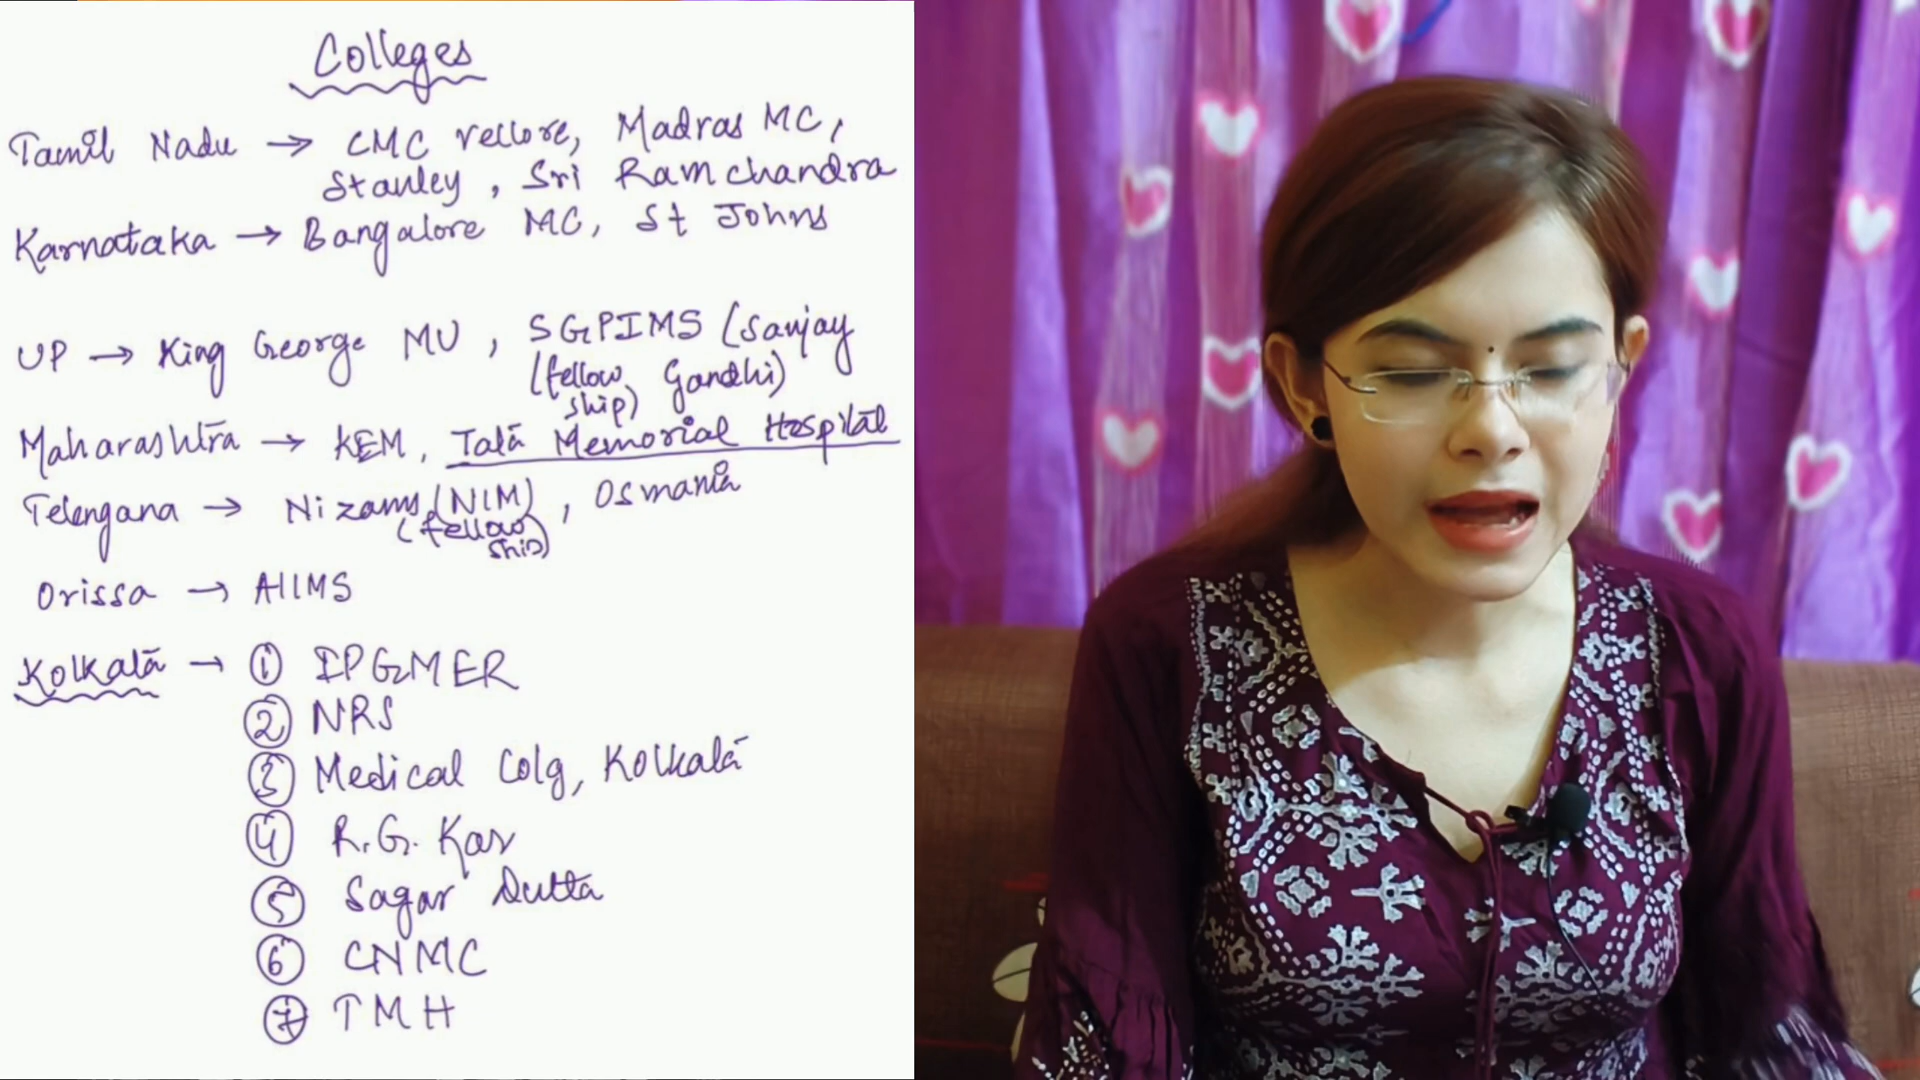 Colleges
Tamil Nadu → CMC Vellore, Madras MC,
Stanley, Sri Ramchandra
Karnataka → Bangalore MC, St Johns
UP → King George MU, SGPIMS (Sanjay
(fellow Gandhi)
ship)
Maharashtra → KEM, Tata Memorial Hospital
Telengana → Nizams (NIM), Osmania
(fellow
ship)
Orissa → AIIMS
Kolkata → ① IPGMER
② NRS
③ Medical Colg, Kolkata
④ R.G. Kar
⑤ Sagar Dutta
⑥ CNMC
⑦ TMH